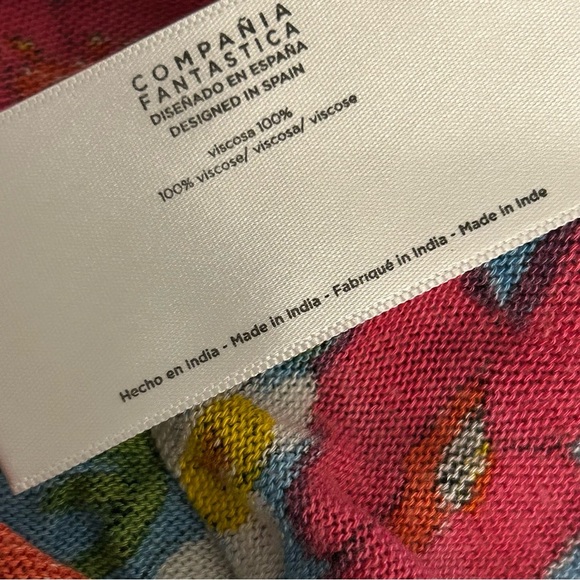 COMPAÑIA
FANTASTICA
DISEÑADO EN ESPAÑA
DESIGNED IN SPAIN
viscosa 100%
100% viscose/ viscosa/ viscose
Hecho en India - Made in India - Fabriqué in India - Made in Inde